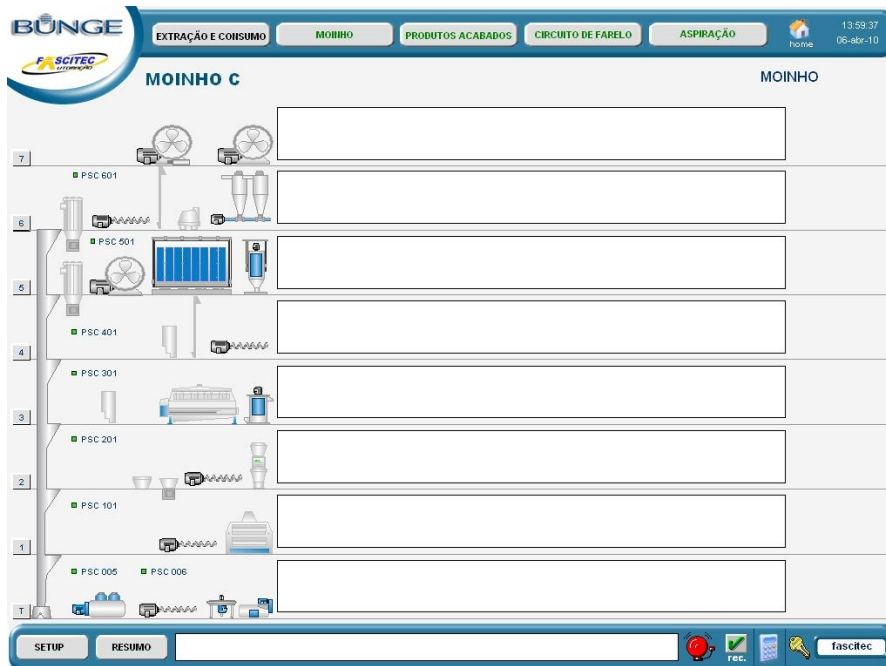 BUNGE
EXTRAÇÃO E CONSUMO
MOINHO
PRODUTOS ACABADOS
CIRCUITO DE FARELO
ASPIRAÇÃO
home
13:59:37
06-abr-10
FASCITEC
AUTOMAÇÃO
MOINHO C
MOINHO
7
PSC 601
6
PSC 501
5
PSC 401
4
PSC 301
3
PSC 201
2
PSC 101
1
PSC 005
PSC 006
T
SETUP
RESUMO
rec.
fascitec